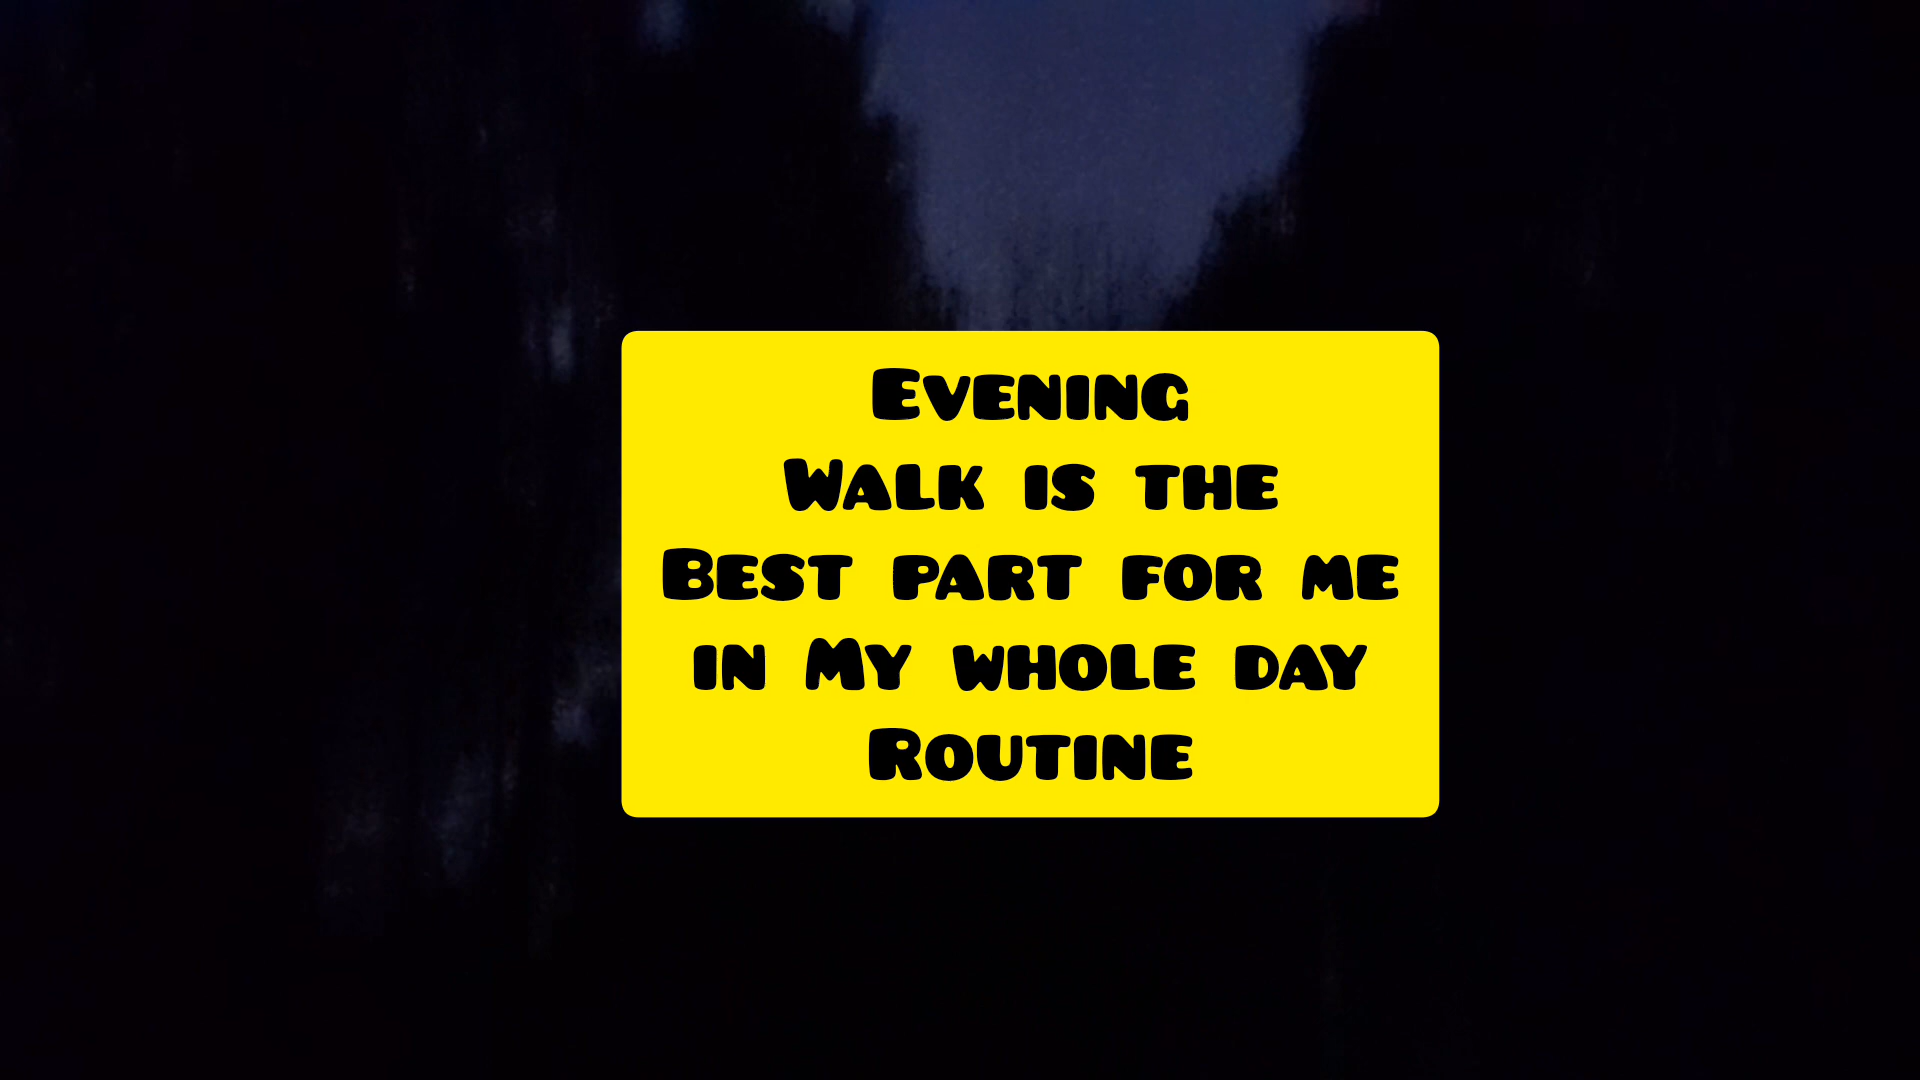 Evening
Walk is the
Best part for me
in My whole day
Routine